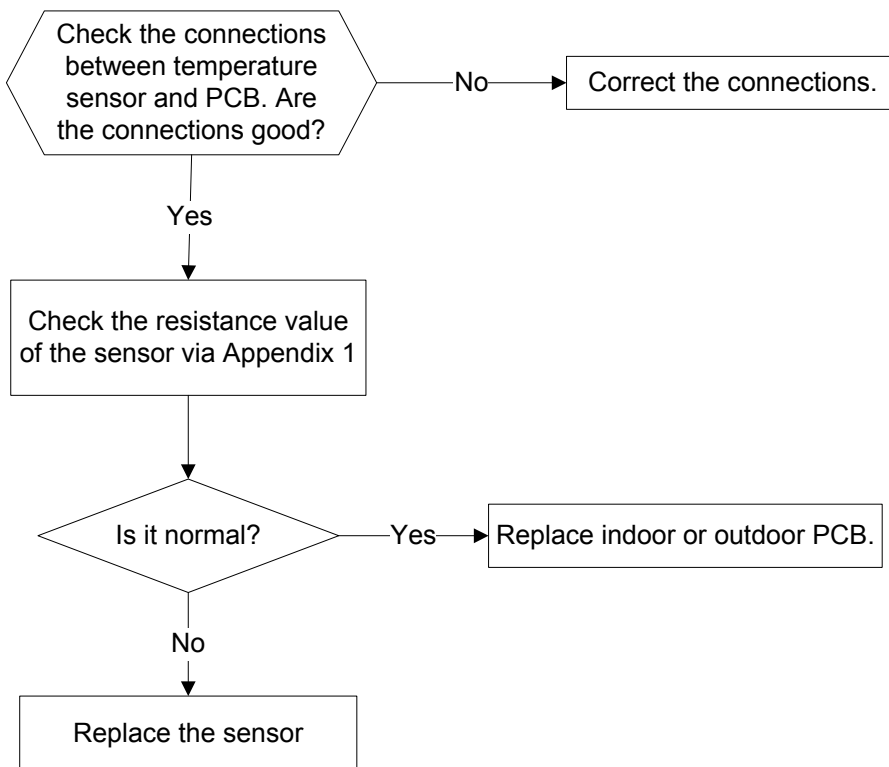 Check the connections
between temperature
sensor and PCB. Are
the connections good?
No
Correct the connections.
Yes
Check the resistance value
of the sensor via Appendix 1
Is it normal?
Yes
Replace indoor or outdoor PCB.
No
Replace the sensor